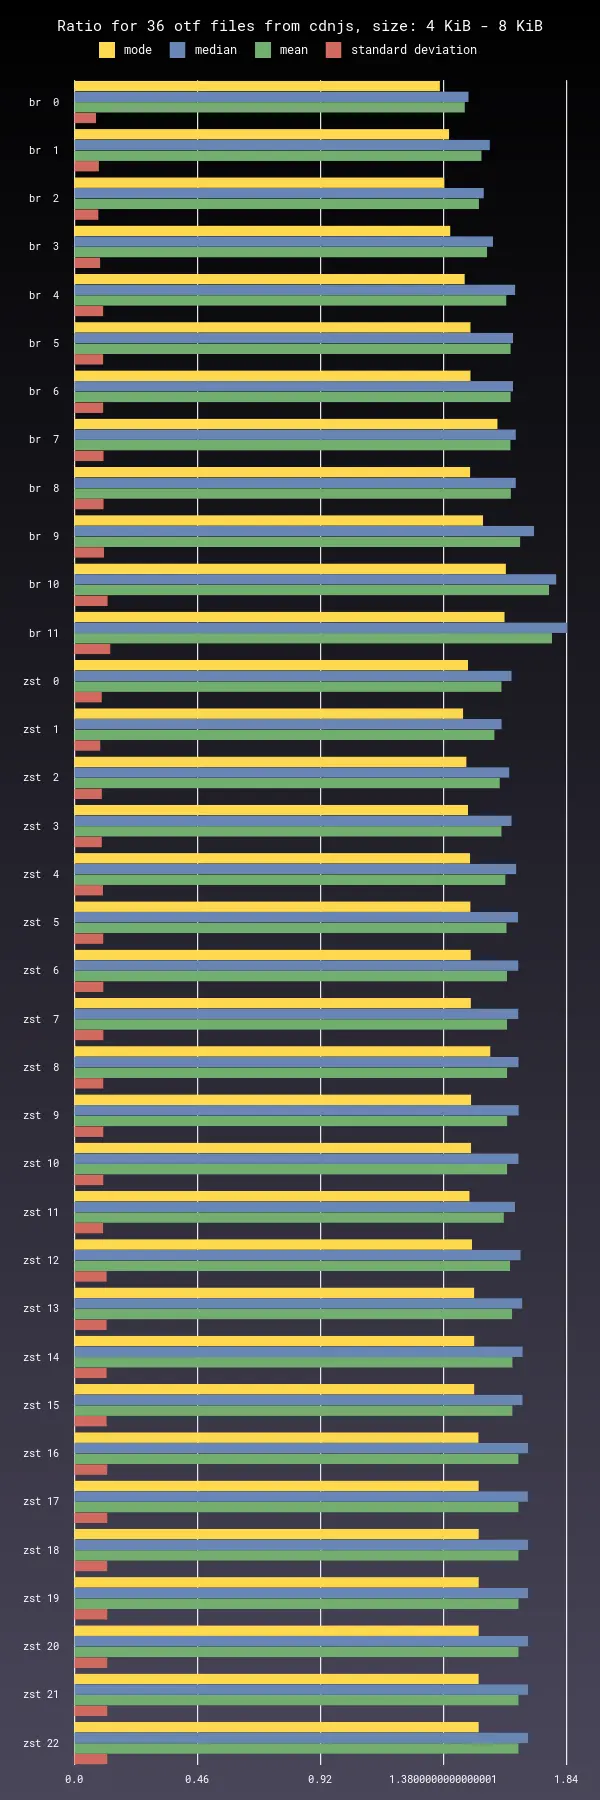 Ratio for 36 otf files from cdnjs, size: 4 KiB - 8 KiB
mode median mean standard deviation
br 0
br 1
br 2
br 3
br 4
br 5
br 6
br 7
br 8
br 9
br 10
br 11
zst 0
zst 1
zst 2
zst 3
zst 4
zst 5
zst 6
zst 7
zst 8
zst 9
zst 10
zst 11
zst 12
zst 13
zst 14
zst 15
zst 16
zst 17
zst 18
zst 19
zst 20
zst 21
zst 22
0.0 0.46 0.92 1.3800000000000001 1.84